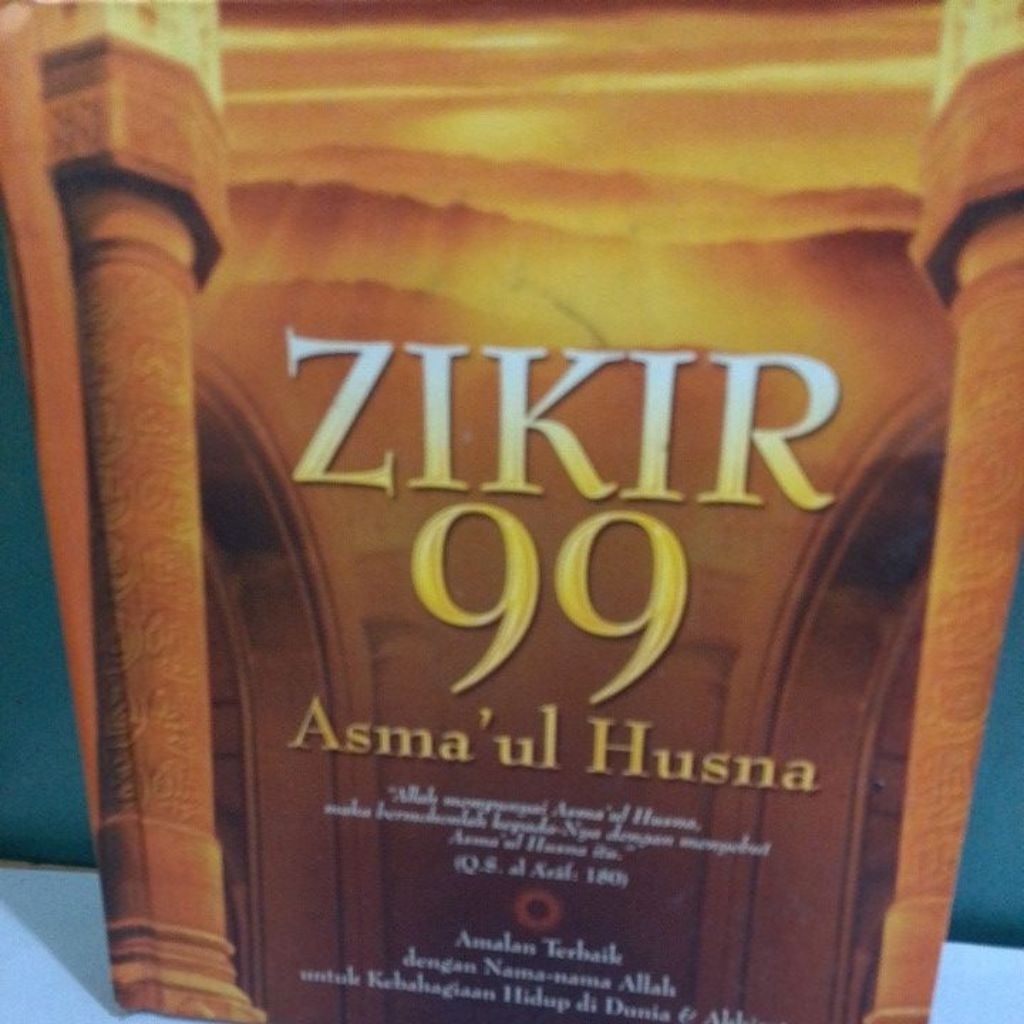 ZIKIR
99
Asma'ul Husna
"Allah mempunyai Asma'ul Husna,
maka bermohonlah kepada-Nya dengan menyebut
Asma'ul Husna itu."
(Q.S. al Arâf: 180)
Amalan Terbaik
dengan Nama-nama Allah
untuk Kebahagiaan Hidup di Dunia &